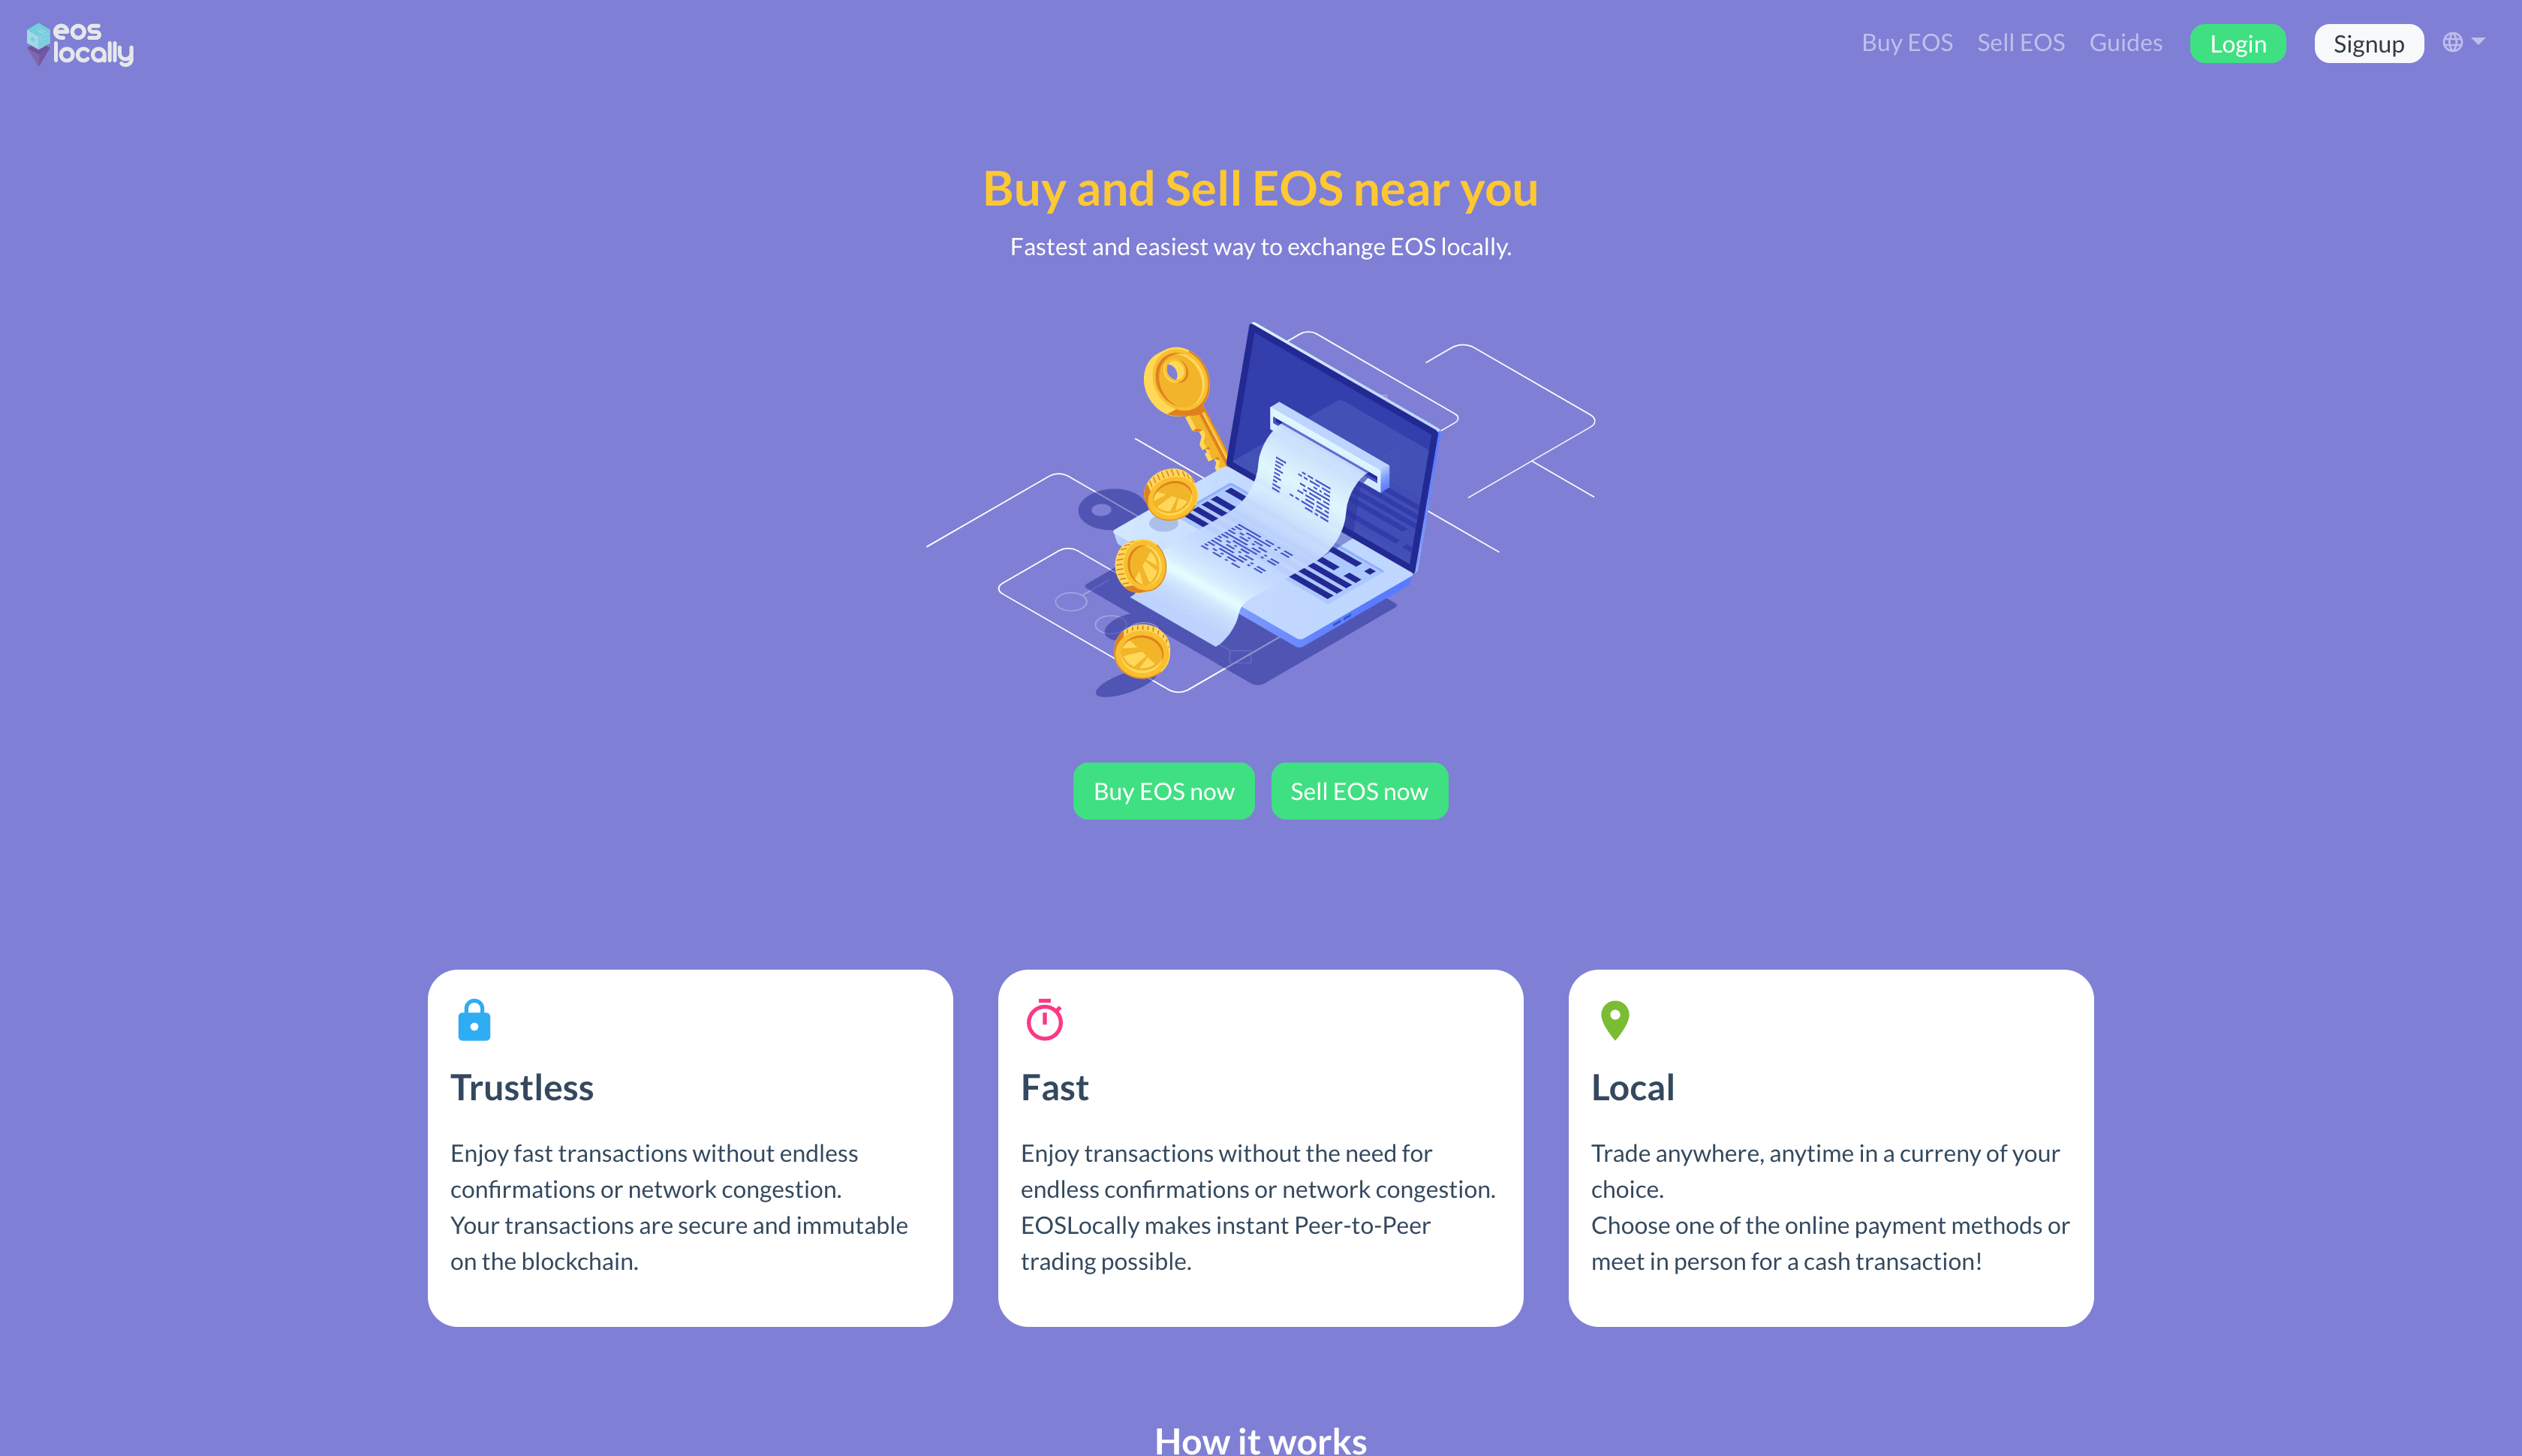 eos
locally
Buy EOS Sell EOS Guides Login Signup
Buy and Sell EOS near you
Fastest and easiest way to exchange EOS locally.
Buy EOS now Sell EOS now
Trustless
Enjoy fast transactions without endless
confirmations or network congestion.
Your transactions are secure and immutable
on the blockchain.
Fast
Enjoy transactions without the need for
endless confirmations or network congestion.
EOSLocally makes instant Peer-to-Peer
trading possible.
Local
Trade anywhere, anytime in a curreny of your
choice.
Choose one of the online payment methods or
meet in person for a cash transaction!
How it works